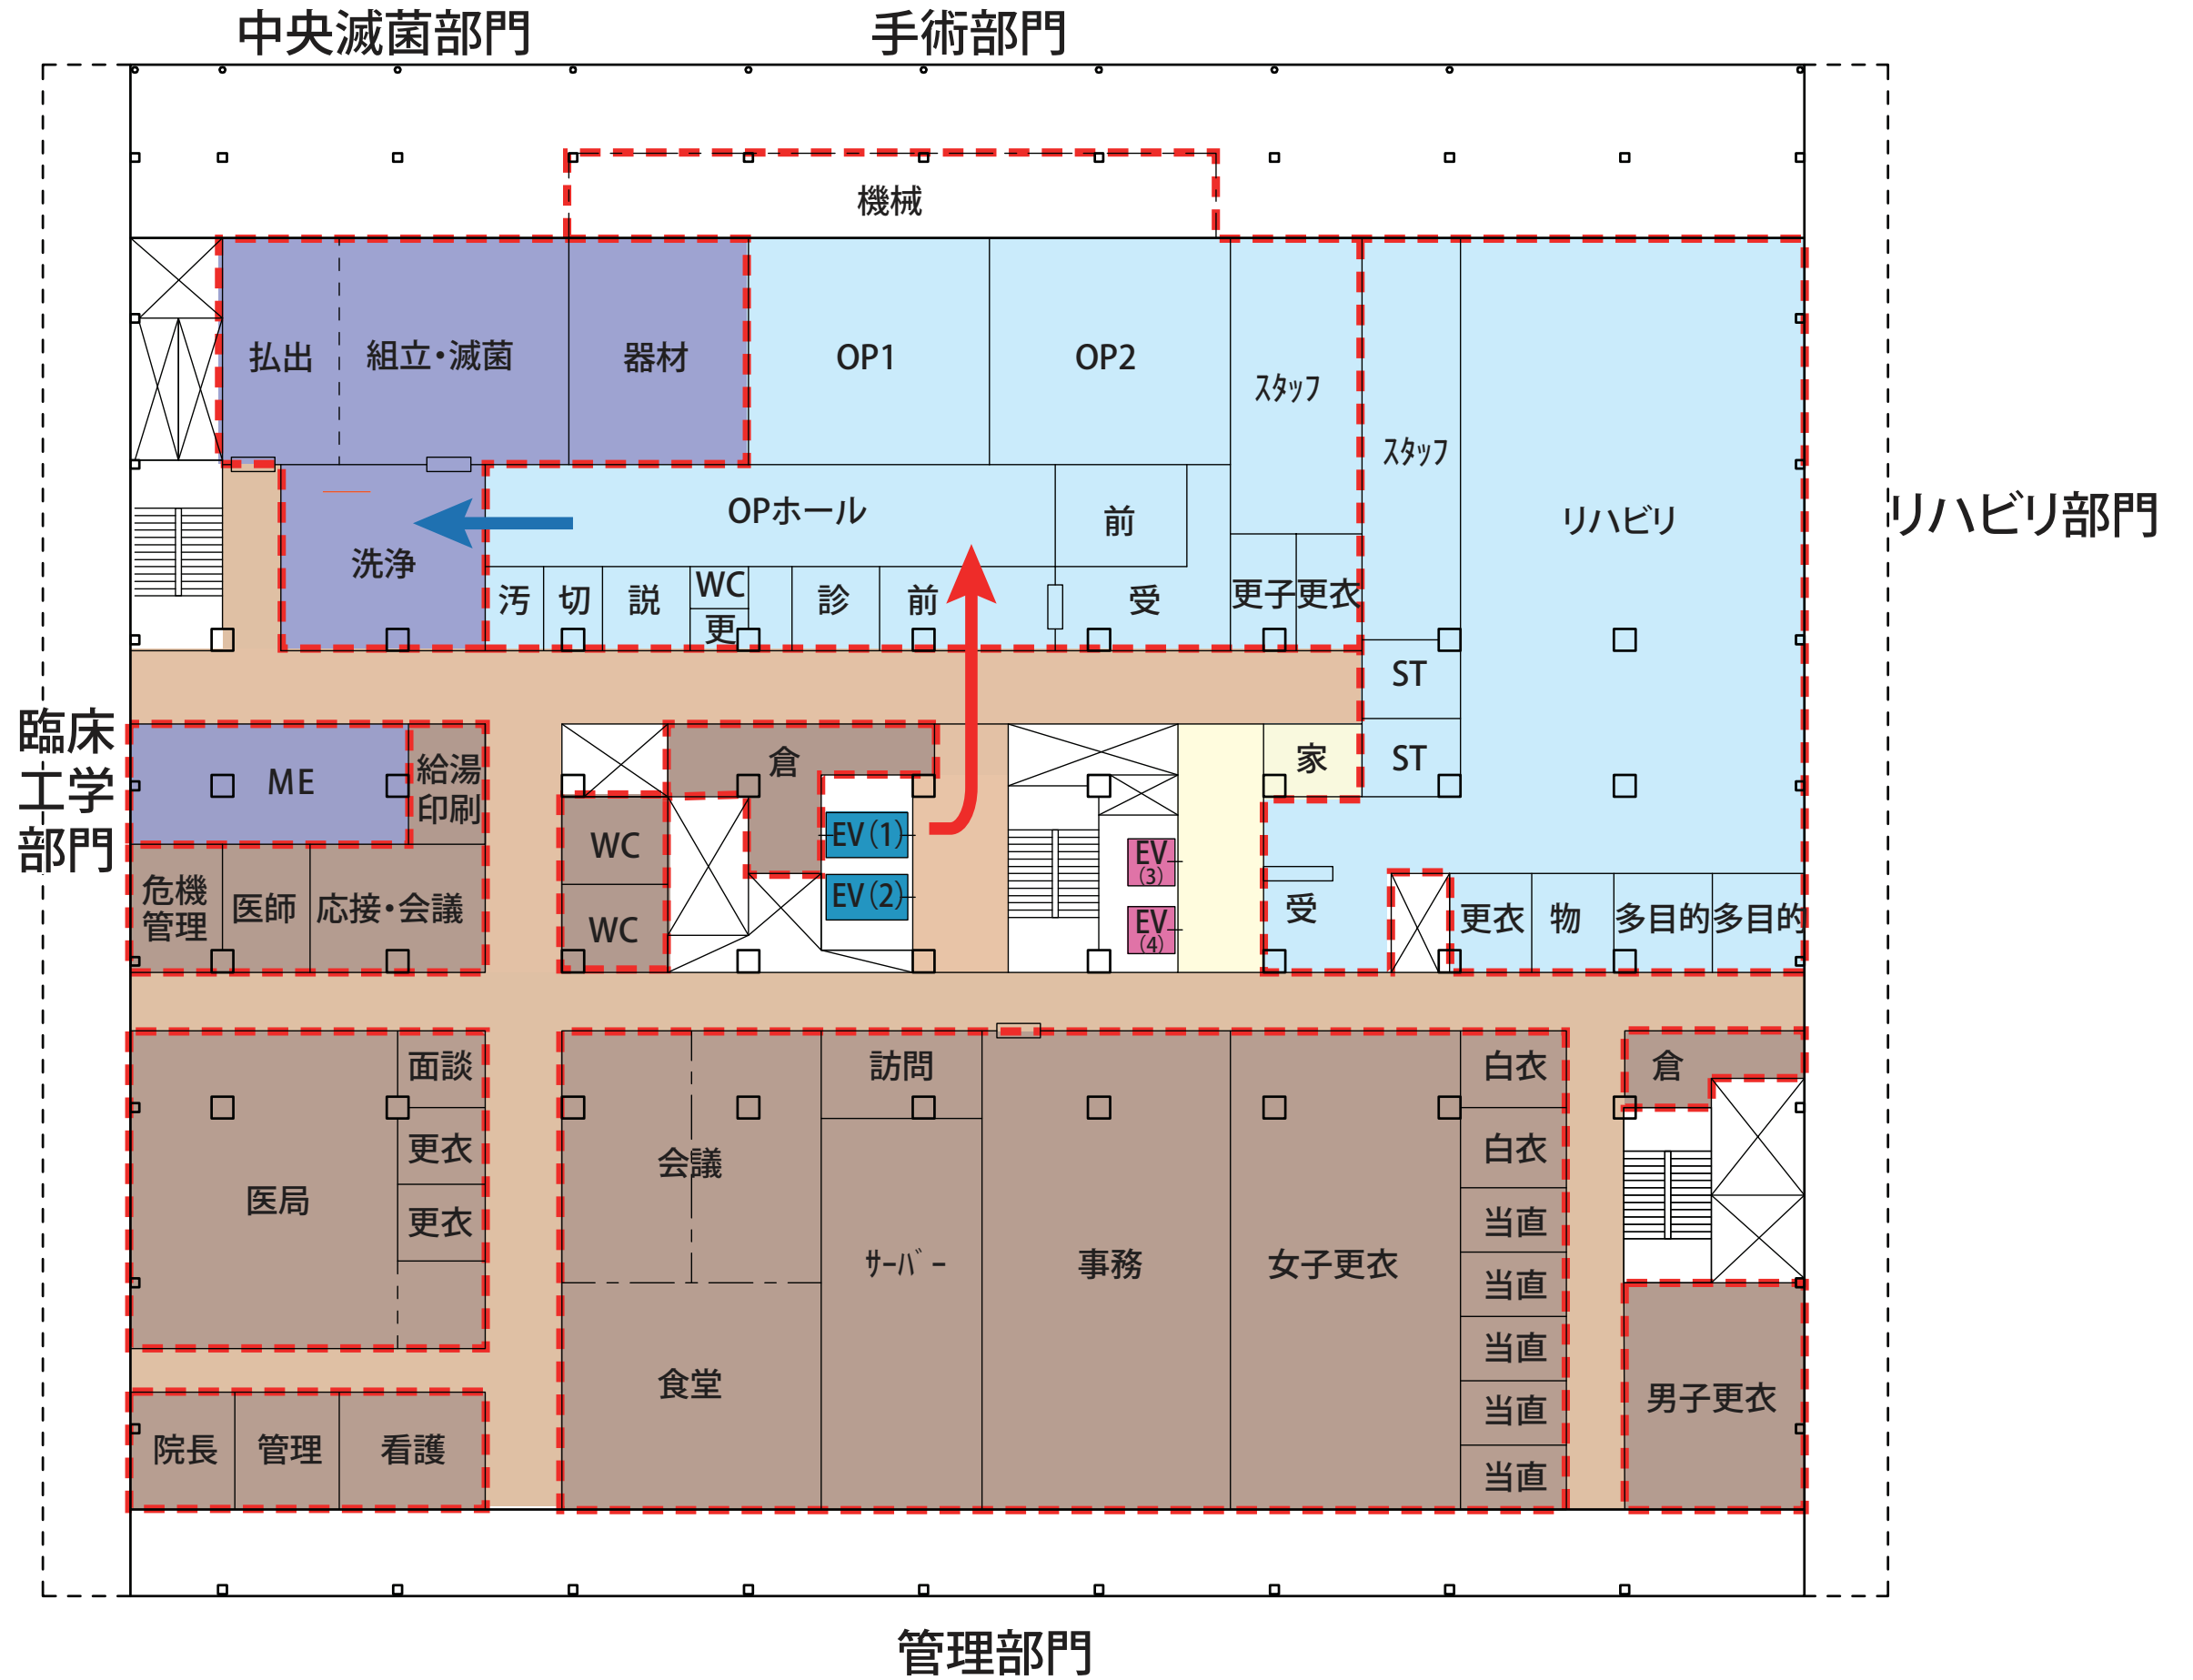 中央滅菌部門
手術部門
機械
払出
組立・滅菌
器材
OP1
OP2
スタッフ
スタッフ
リハビリ
リハビリ部門
OPホール
前
洗浄
汚
切
説
WC
更
診
前
受
更子
更衣
ST
ST
家
臨床
工学
部門
ME
給湯
印刷
倉
WC
WC
EV(1)
EV(2)
EV
(3)
EV
(4)
危機
管理
医師
応接・会議
受
更衣
物
多目的
多目的
面談
更衣
更衣
医局
訪問
会議
サーバー
事務
女子更衣
食堂
白衣
白衣
当直
当直
当直
当直
当直
倉
男子更衣
院長
管理
看護
管理部門